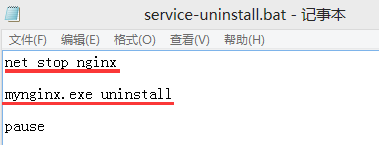 service-uninstall.bat - 记事本
文件(F) 编辑(E) 格式(O) 查看(V) 帮助(H)
net stop nginx
mynginx.exe uninstall
pause